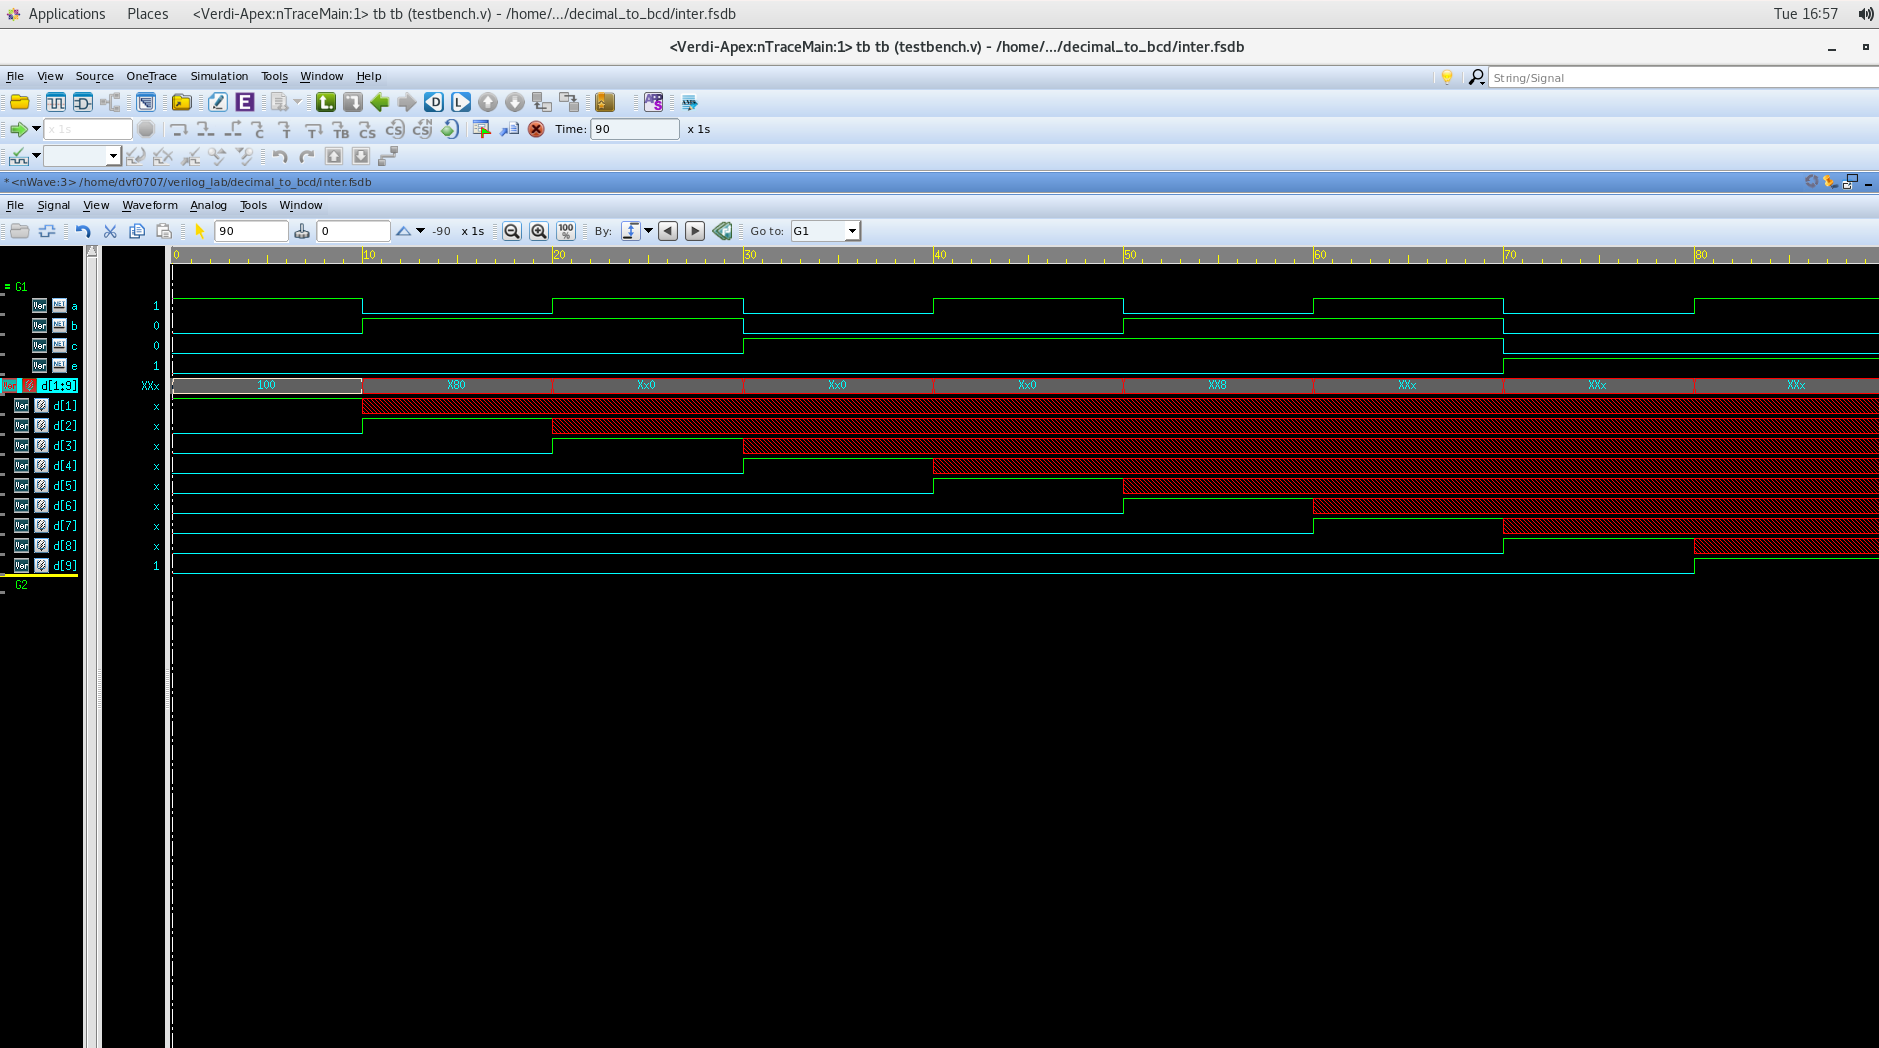 Applications Places <Verdi-Apex:nTraceMain:1> tb tb (testbench.v) - /home/.../decimal_to_bcd/inter.fsdb Tue 16:57
<Verdi-Apex:nTraceMain:1> tb tb (testbench.v) - /home/.../decimal_to_bcd/inter.fsdb
File View Source OneTrace Simulation Tools Window Help String/Signal
x 1s Time: 90 x 1s
*<nWave:3> /home/dvf0707/verilog_lab/decimal_to_bcd/inter.fsdb
File Signal View Waveform Analog Tools Window
90 0 -90 x 1s 100% By: Go to: G1
0 10 20 30 40 50 60 70 80
= G1
a 1
b 0
c 0
e 1
d[1:9] XXx 100 X80 Xx0 Xx0 Xx0 XX8 XXx XXx XXx
d[1] x
d[2] x
d[3] x
d[4] x
d[5] x
d[6] x
d[7] x
d[8] x
d[9] 1
G2